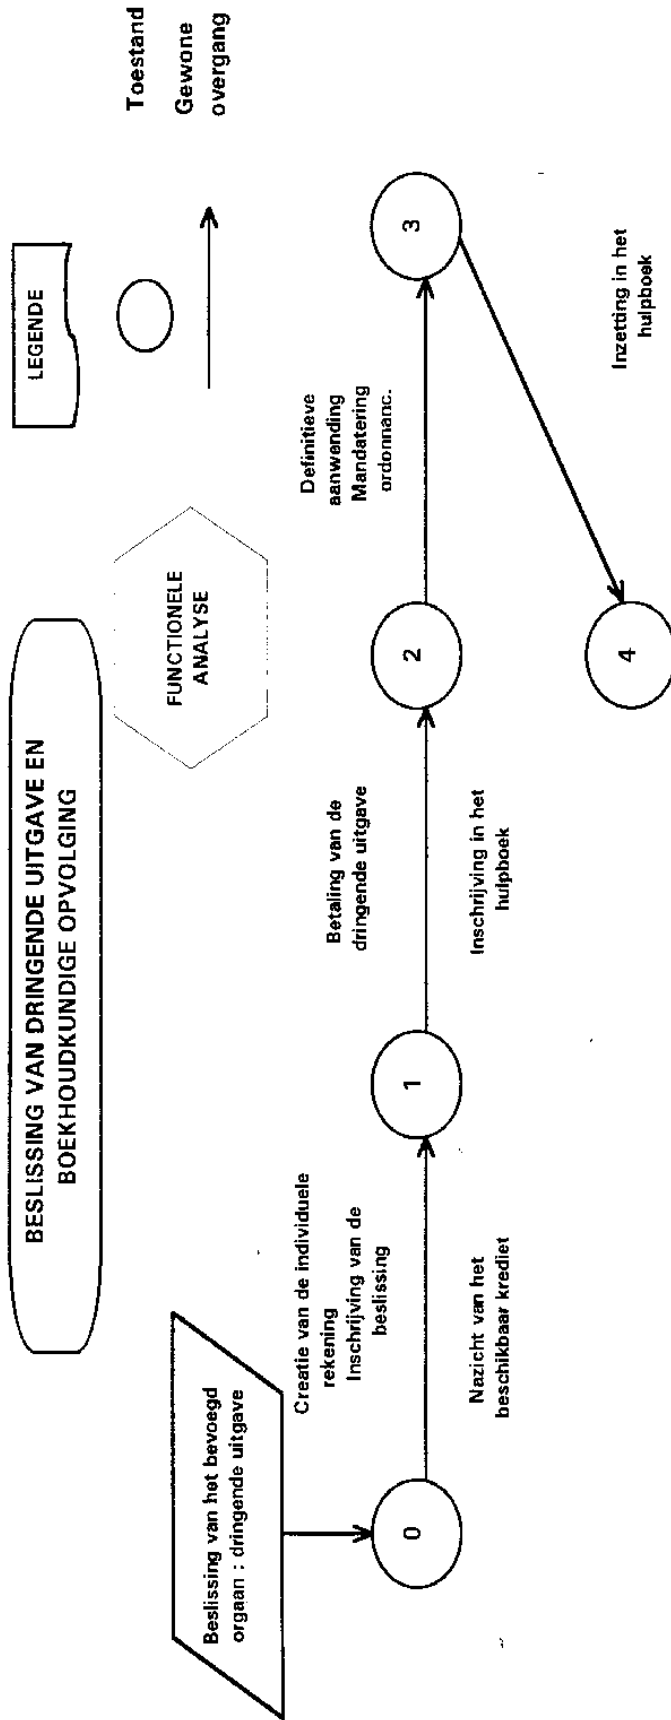 BESLISSING VAN DRINGENDE UITGAVE EN
BOEKHOUDKUNDIGE OPVOLGING
LEGENDE
FUNCTIONELE
ANALYSE
Toestand
Gewone
overgang
Beslissing van het bevoegd
orgaan : dringende uitgave
Creatie van de individuele
rekening
Inschrijving van de
beslissing
Betaling van de
dringende uitgave
Definitieve
aanwending
Mandatering
ordonnanc.
0
1
2
3
Nazicht van het
beschikbaar krediet
Inschrijving in het
hulpboek
Inzetting in het
hulpboek
4